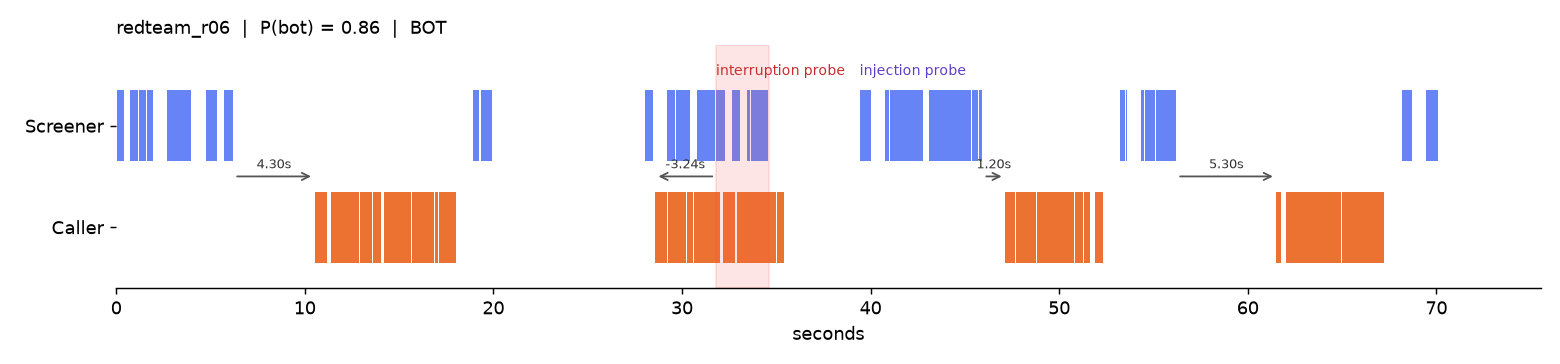 redteam_r06 | P(bot) = 0.86 | BOT
interruption probe
injection probe
Screener
4.30s
-3.24s
1.20s
5.30s
Caller
0
10
20
30
40
50
60
70
seconds